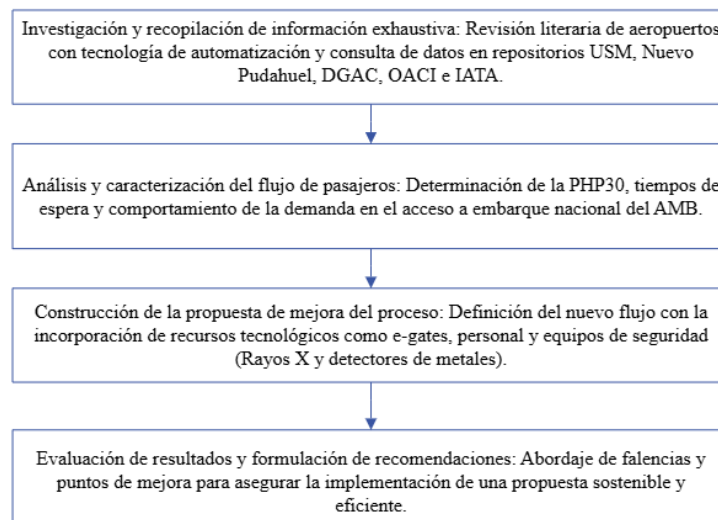 Investigación y recopilación de información exhaustiva: Revisión literaria de aeropuertos
con tecnología de automatización y consulta de datos en repositorios USM, Nuevo
Pudahuel, DGAC, OACI e IATA.
Análisis y caracterización del flujo de pasajeros: Determinación de la PHP30, tiempos de
espera y comportamiento de la demanda en el acceso a embarque nacional del AMB.
Construcción de la propuesta de mejora del proceso: Definición del nuevo flujo con la
incorporación de recursos tecnológicos como e-gates, personal y equipos de seguridad
(Rayos X y detectores de metales).
Evaluación de resultados y formulación de recomendaciones: Abordaje de falencias y
puntos de mejora para asegurar la implementación de una propuesta sostenible y
eficiente.